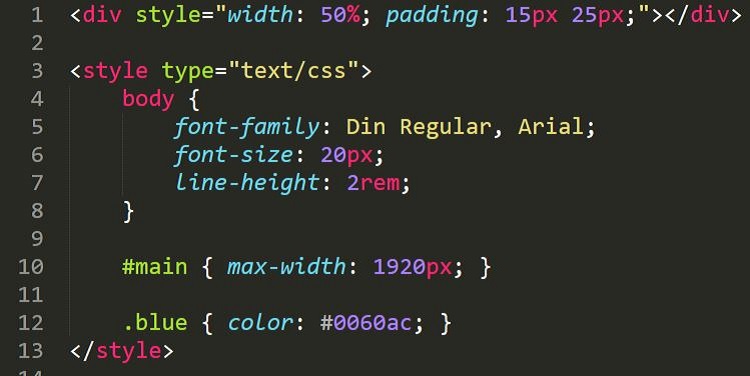 1 <div style="width: 50%; padding: 15px 25px;"></div>
2
3 <style type="text/css">
4     body {
5         font-family: Din Regular, Arial;
6         font-size: 20px;
7         line-height: 2rem;
8     }
9
10     #main { max-width: 1920px; }
11
12     .blue { color: #0060ac; }
13 </style>
14